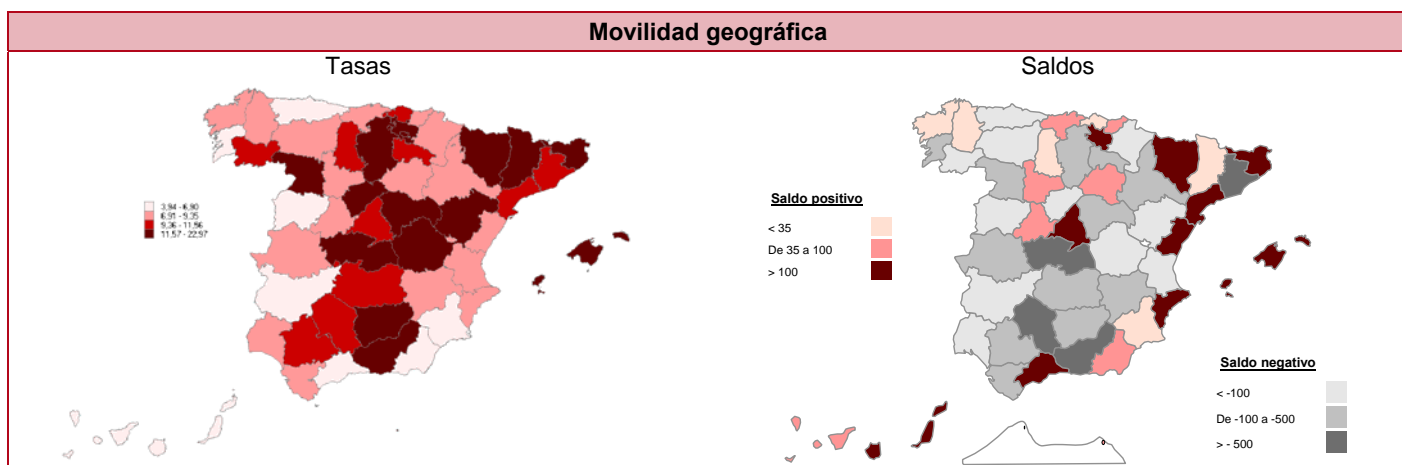 Movilidad geográfica
Tasas
Saldos
3,94 - 6,90
6,91 - 9,35
9,36 - 11,56
11,57 - 22,97
Saldo positivo
< 35
De 35 a 100
> 100
Saldo negativo
< -100
De -100 a -500
> - 500